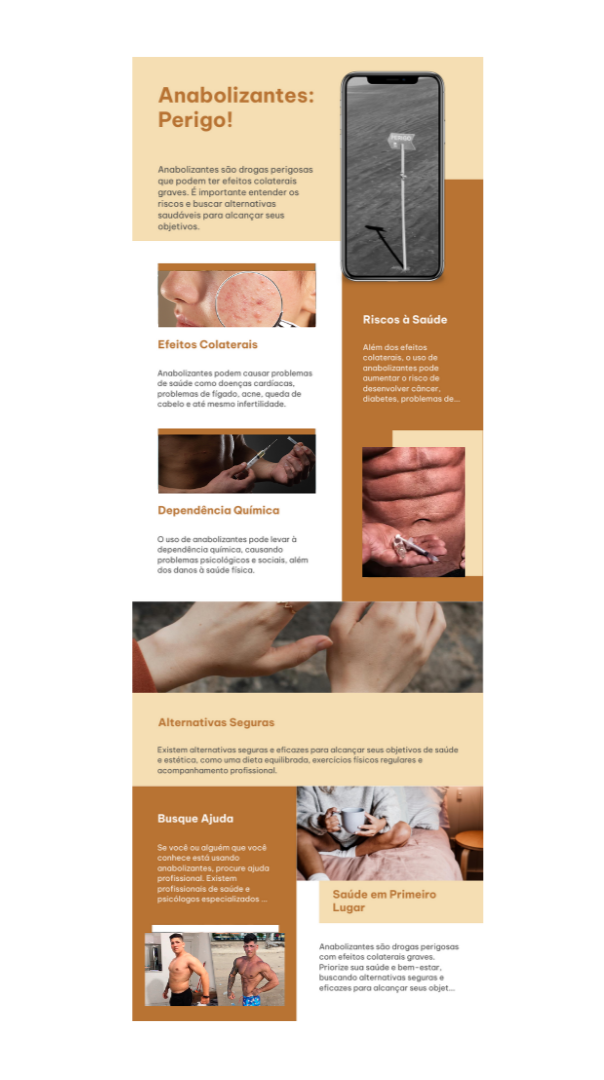 Anabolizantes:
Perigo!
Anabolizantes são drogas perigosas
que podem ter efeitos colaterais
graves. É importante entender os
riscos e buscar alternativas
saudáveis para alcançar seus
objetivos.
PERIGO
Efeitos Colaterais
Anabolizantes podem causar problemas
de saúde como doenças cardíacas,
problemas de fígado, acne, queda de
cabelo e até mesmo infertilidade.
Riscos à Saúde
Além dos efeitos
colaterais, o uso de
anabolizantes pode
aumentar o risco de
desenvolver câncer,
diabetes, problemas de...
Dependência Química
O uso de anabolizantes pode levar à
dependência química, causando
problemas psicológicos e sociais, além
dos danos à saúde física.
Alternativas Seguras
Existem alternativas seguras e eficazes para alcançar seus objetivos de saúde
e estética, como uma dieta equilibrada, exercícios físicos regulares e
acompanhamento profissional.
Busque Ajuda
Se você ou alguém que você
conhece está usando
anabolizantes, procure ajuda
profissional. Existem
profissionais de saúde e
psicólogos especializados ...
Saúde em Primeiro
Lugar
Anabolizantes são drogas perigosas
com efeitos colaterais graves.
Priorize sua saúde e bem-estar,
buscando alternativas seguras e
eficazes para alcançar seus objet...